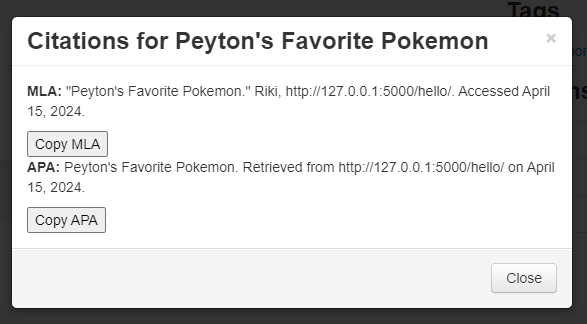 Tags
Citations for Peyton's Favorite Pokemon
×
MLA: "Peyton's Favorite Pokemon." Riki, http://127.0.0.1:5000/hello/. Accessed April
15, 2024.
Copy MLA
APA: Peyton's Favorite Pokemon. Retrieved from http://127.0.0.1:5000/hello/ on April
15, 2024.
Copy APA
Close